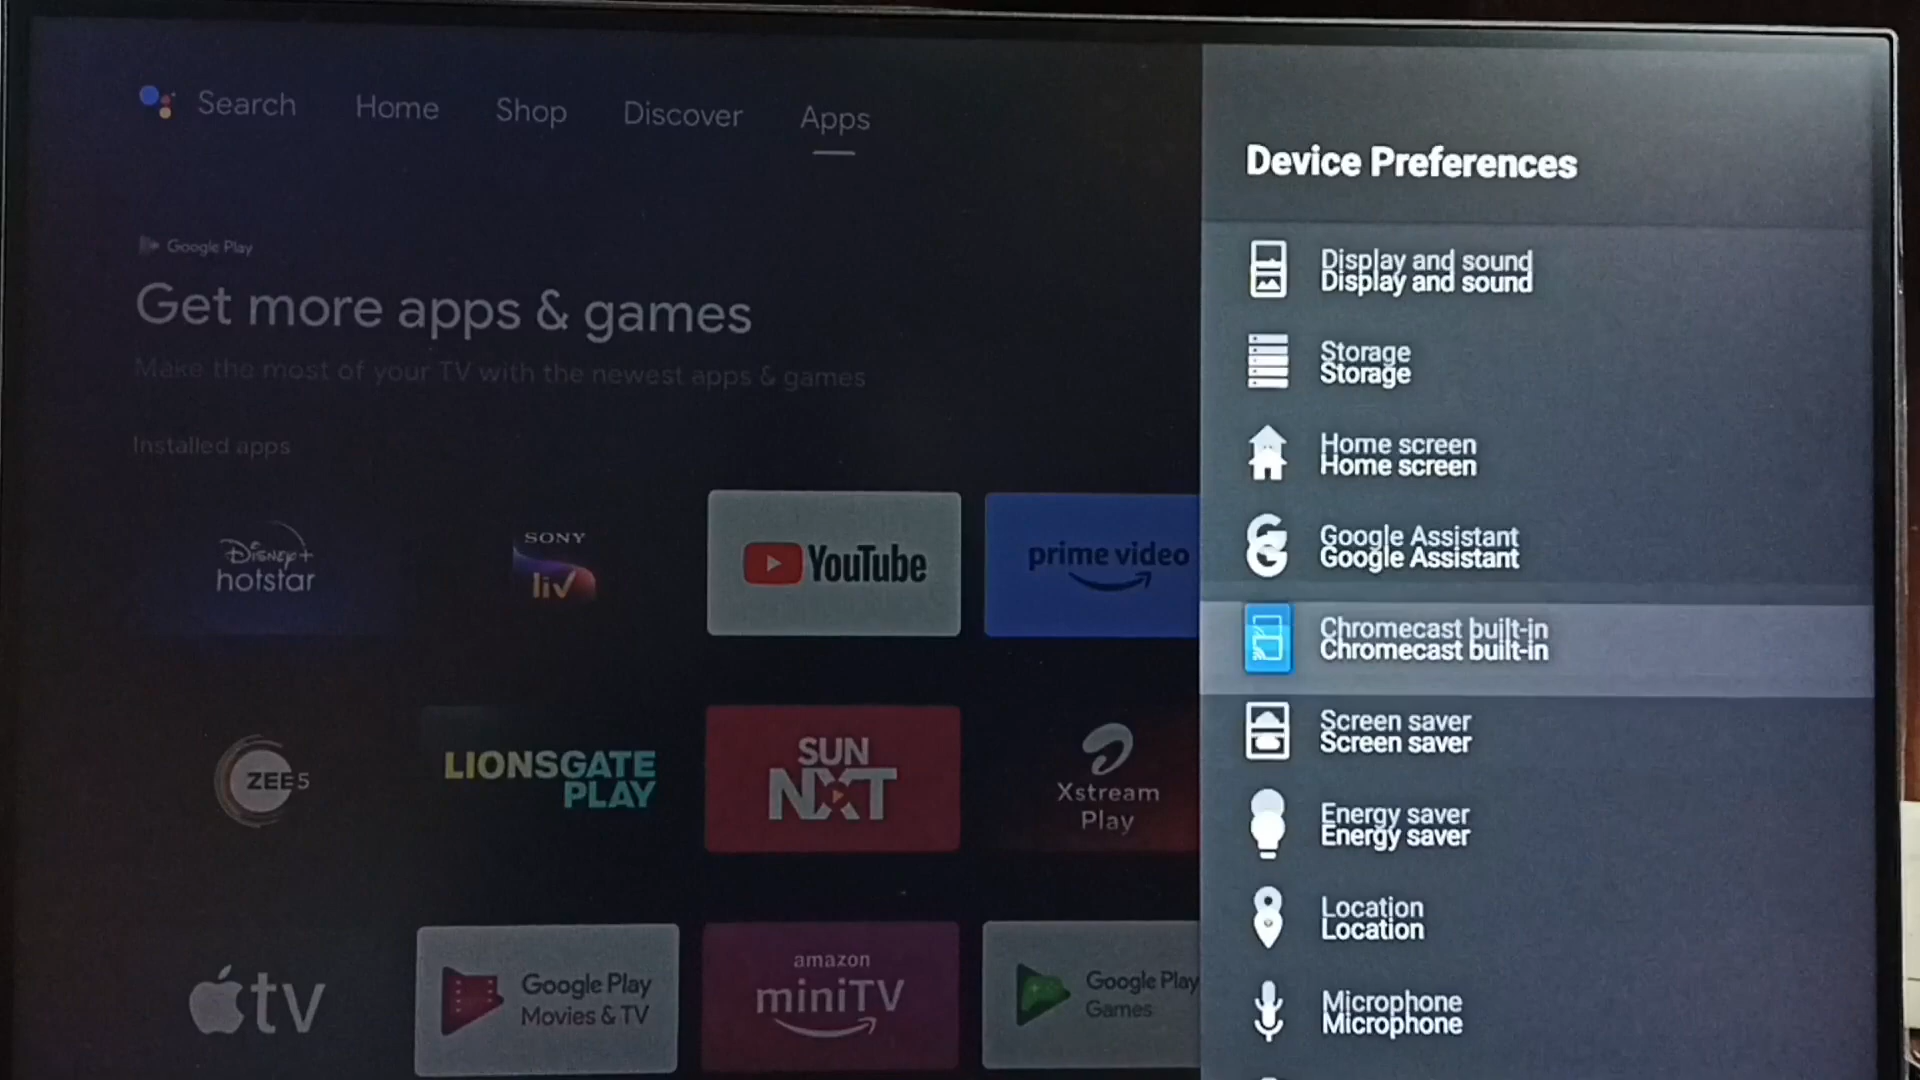 Search Home Shop Discover Apps
Google Play
Get more apps & games
Make the most of your TV with the newest apps & games
Installed apps
Disney+
hotstar
SONY
liv
YouTube
prime video
ZEE5
LIONSGATE
PLAY
SUN
NXT
Xstream
Play
tv
Google Play
Movies & TV
amazon
miniTV
Google Play
Games
Device Preferences
Display and sound
Display and sound
Storage
Storage
Home screen
Home screen
Google Assistant
Google Assistant
Chromecast built-in
Chromecast built-in
Screen saver
Screen saver
Energy saver
Energy saver
Location
Location
Microphone
Microphone